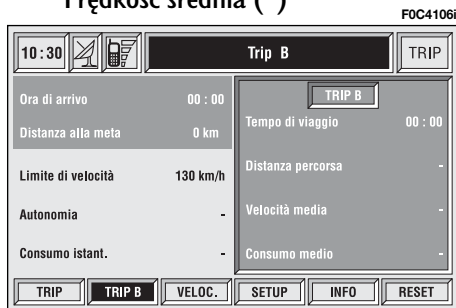 Prędkość średnia (*)
F0C4106i
10:30
Trip B
TRIP
Ora di arrivo 00 : 00
Distanza alla meta 0 km
Limite di velocità 130 km/h
Autonomia -
Consumo istant. -
TRIP B
Tempo di viaggio 00 : 00
Distanza percorsa -
Velocità media -
Consumo medio -
TRIP TRIP B VELOC. SETUP INFO RESET